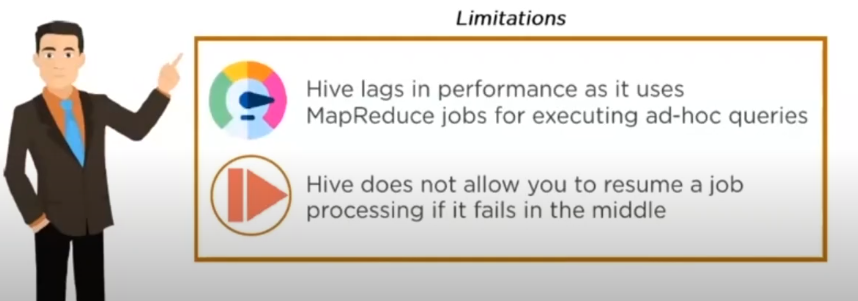 Limitations
Hive lags in performance as it uses
MapReduce jobs for executing ad-hoc queries
Hive does not allow you to resume a job
processing if it fails in the middle